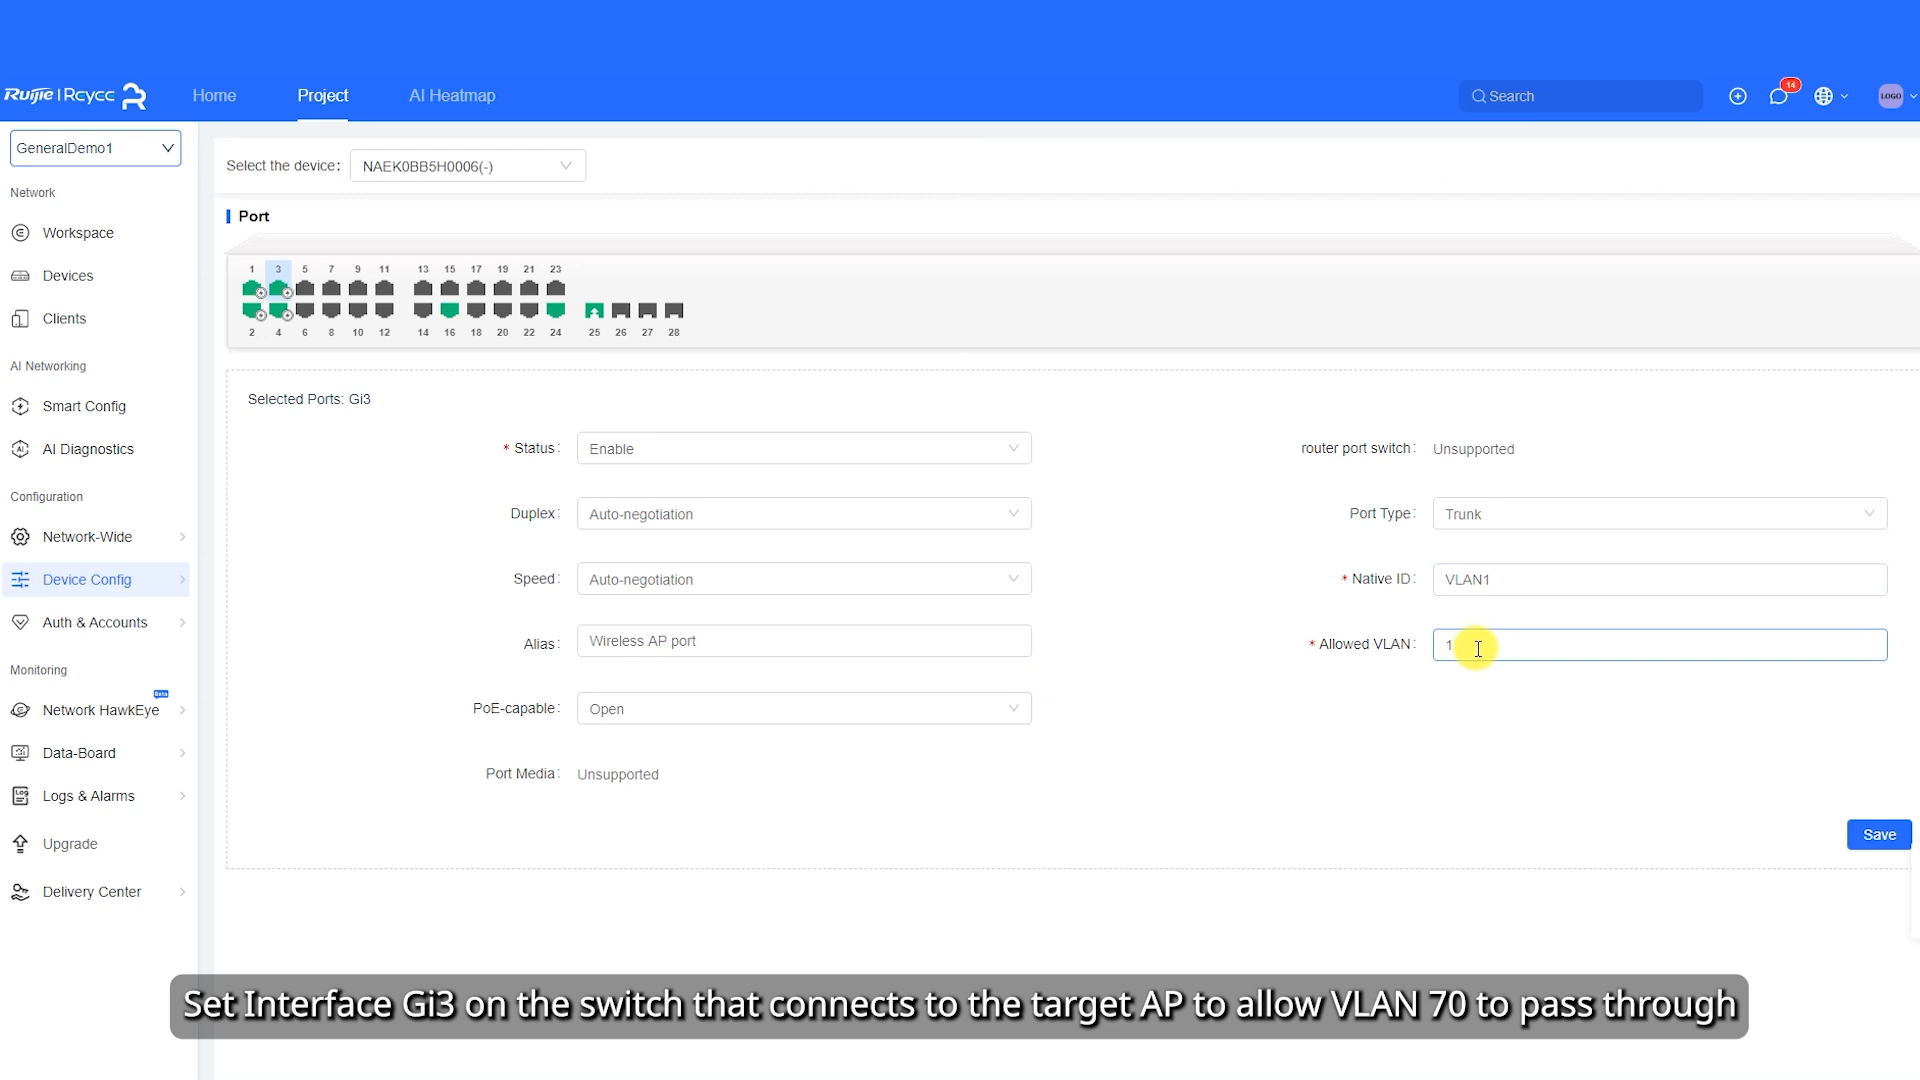 Ruijie | Reyee
Home
Project
AI Heatmap
Search
14
LOGO
GeneralDemo1
Network
Workspace
Devices
Clients
AI Networking
Smart Config
AI Diagnostics
Configuration
Network-Wide
Device Config
Auth & Accounts
Monitoring
Beta
Network HawkEye
Data-Board
Logs & Alarms
Upgrade
Delivery Center
Select the device: NAEK0BB5H0006(-)
Port
1 3 5 7 9 11 13 15 17 19 21 23
2 4 6 8 10 12 14 16 18 20 22 24 25 26 27 28
Selected Ports: Gi3
* Status: Enable
router port switch: Unsupported
Duplex: Auto-negotiation
Port Type: Trunk
Speed: Auto-negotiation
* Native ID: VLAN1
Alias: Wireless AP port
* Allowed VLAN: 1
PoE-capable: Open
Port Media: Unsupported
Save
Set Interface Gi3 on the switch that connects to the target AP to allow VLAN 70 to pass through